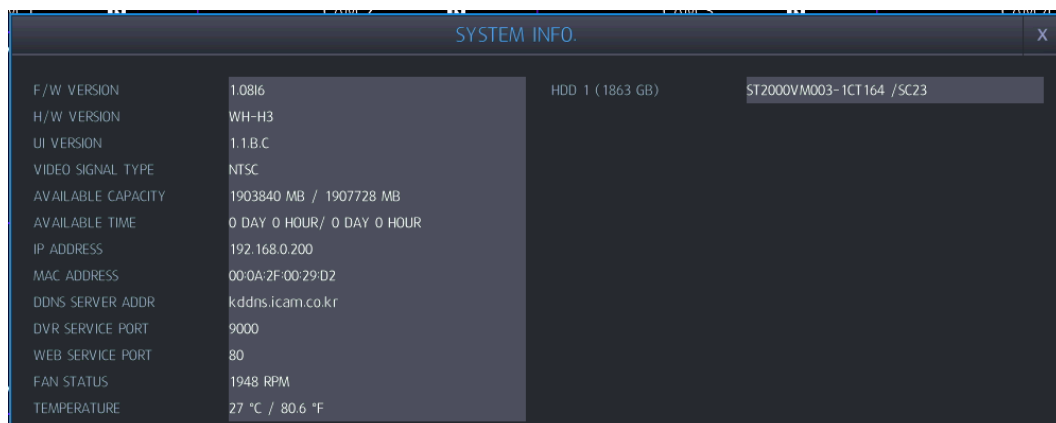 SYSTEM INFO.
X
F/W VERSION 1.08I6
HDD 1 (1863 GB) ST2000VM003-1CT164 /SC23
H/W VERSION WH-H3
UI VERSION 1.1.B.C
VIDEO SIGNAL TYPE NTSC
AVAILABLE CAPACITY 1903840 MB / 1907728 MB
AVAILABLE TIME 0 DAY 0 HOUR/ 0 DAY 0 HOUR
IP ADDRESS 192.168.0.200
MAC ADDRESS 00:0A:2F:00:29:D2
DDNS SERVER ADDR kddns.icam.co.kr
DVR SERVICE PORT 9000
WEB SERVICE PORT 80
FAN STATUS 1948 RPM
TEMPERATURE 27 °C / 80.6 °F